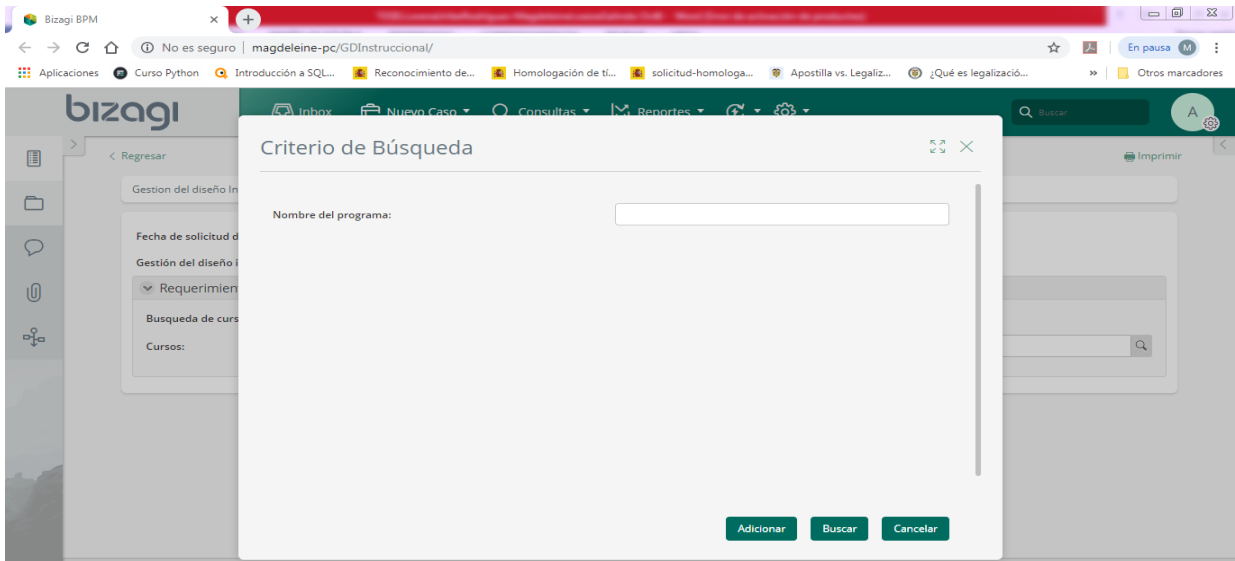 Bizagi BPM
No es seguro | magdeleine-pc/GDInstruccional/
En pausa M
Aplicaciones Curso Python Introducción a SQL... Reconocimiento de... Homologación de tí... solicitud-homologa... Apostilla vs. Legaliz... ¿Qué es legalizació... » Otros marcadores
bizagi Inbox Nuevo Caso Consultas Reportes Buscar A
Criterio de Búsqueda
< Regresar
Imprimir
Gestion del diseño In
Nombre del programa:
Fecha de solicitud d
Gestión del diseño i
Requerimien
Busqueda de curs
Cursos:
Adicionar Buscar Cancelar